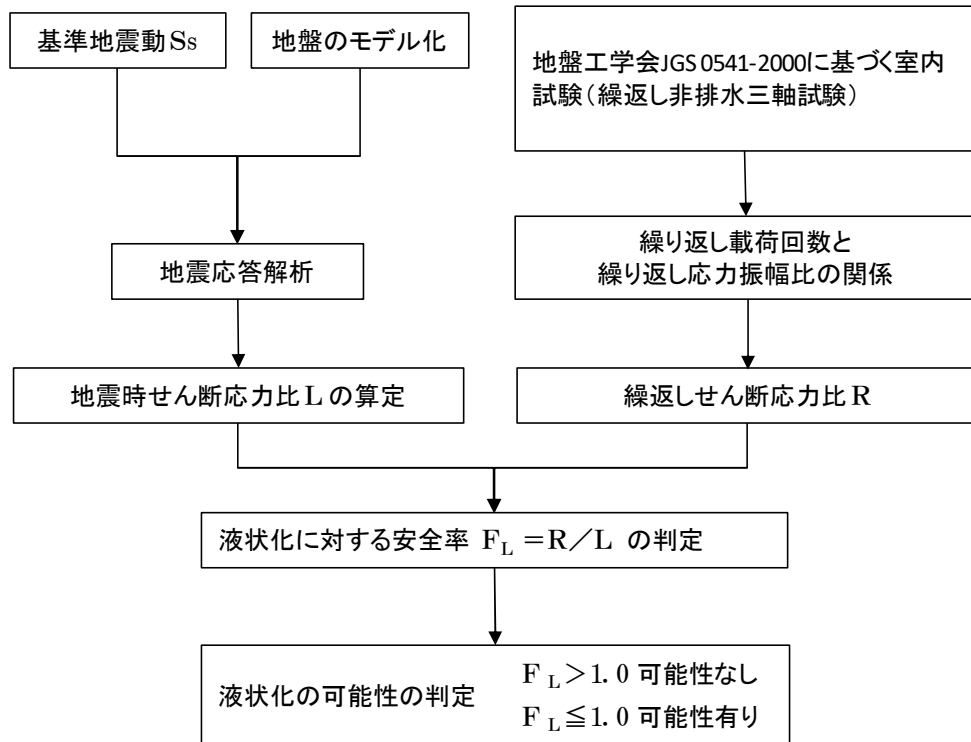 基準地震動Ss
地盤のモデル化
地盤工学会JGS 0541-2000に基づく室内
試験（繰返し非排水三軸試験）
地震応答解析
繰り返し載荷回数と
繰り返し応力振幅比の関係
地震時せん断応力比 L の算定
繰返しせん断応力比 R
液状化に対する安全率 F_L ＝R／L の判定
液状化の可能性の判定
F_L＞1.0 可能性なし
F_L≦1.0 可能性有り